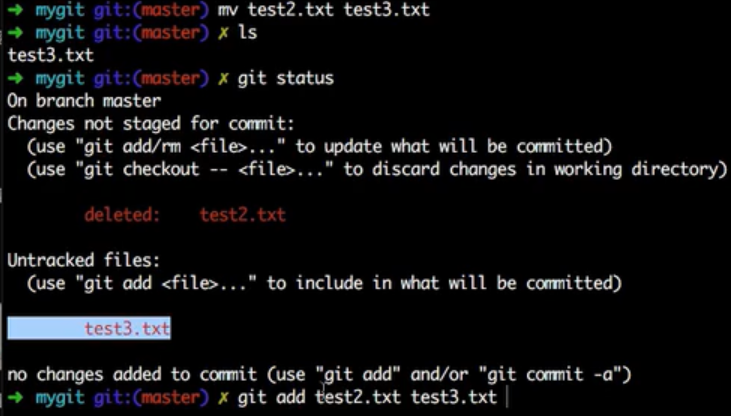 ➜ mygit git:(master) mv test2.txt test3.txt
➜ mygit git:(master) ✗ ls
test3.txt
➜ mygit git:(master) ✗ git status
On branch master
Changes not staged for commit:
(use "git add/rm <file>..." to update what will be committed)
(use "git checkout -- <file>..." to discard changes in working directory)
deleted: test2.txt
Untracked files:
(use "git add <file>..." to include in what will be committed)
test3.txt
no changes added to commit (use "git add" and/or "git commit -a")
➜ mygit git:(master) ✗ git add test2.txt test3.txt